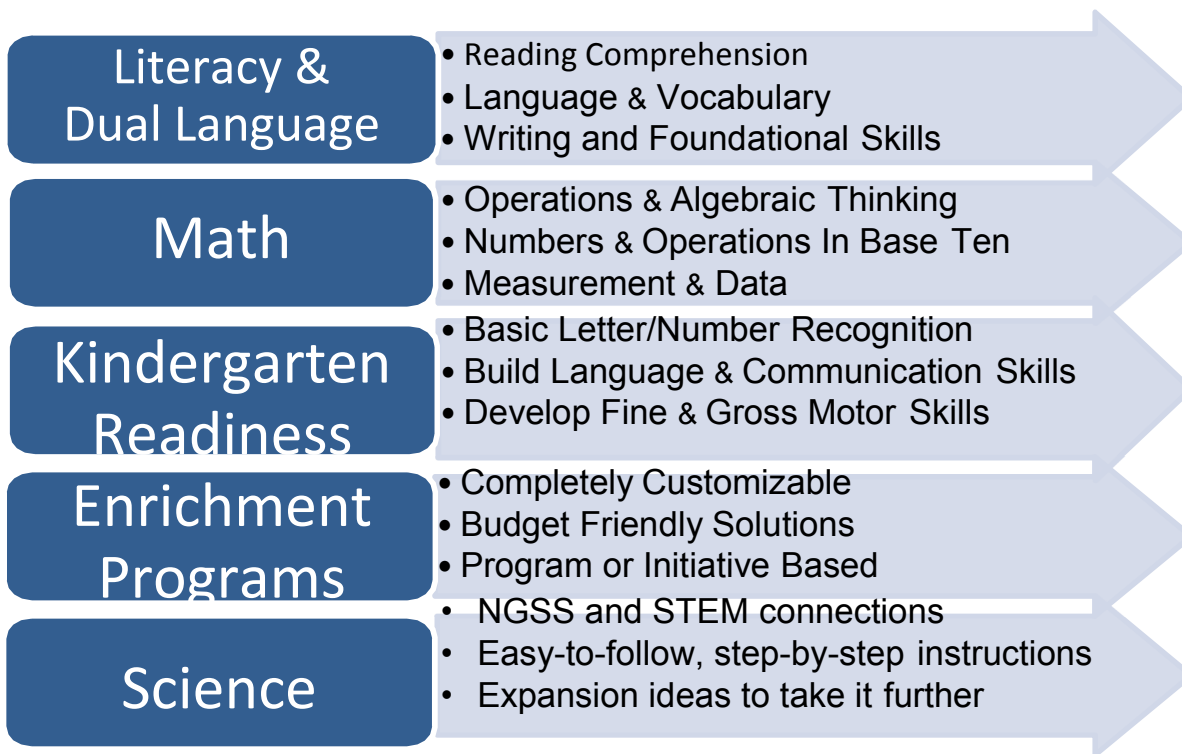 Literacy &
Dual Language
• Reading Comprehension
• Language & Vocabulary
• Writing and Foundational Skills
Math
• Operations & Algebraic Thinking
• Numbers & Operations In Base Ten
• Measurement & Data
Kindergarten
Readiness
• Basic Letter/Number Recognition
• Build Language & Communication Skills
• Develop Fine & Gross Motor Skills
Enrichment
Programs
• Completely Customizable
• Budget Friendly Solutions
• Program or Initiative Based
Science
• NGSS and STEM connections
• Easy-to-follow, step-by-step instructions
• Expansion ideas to take it further